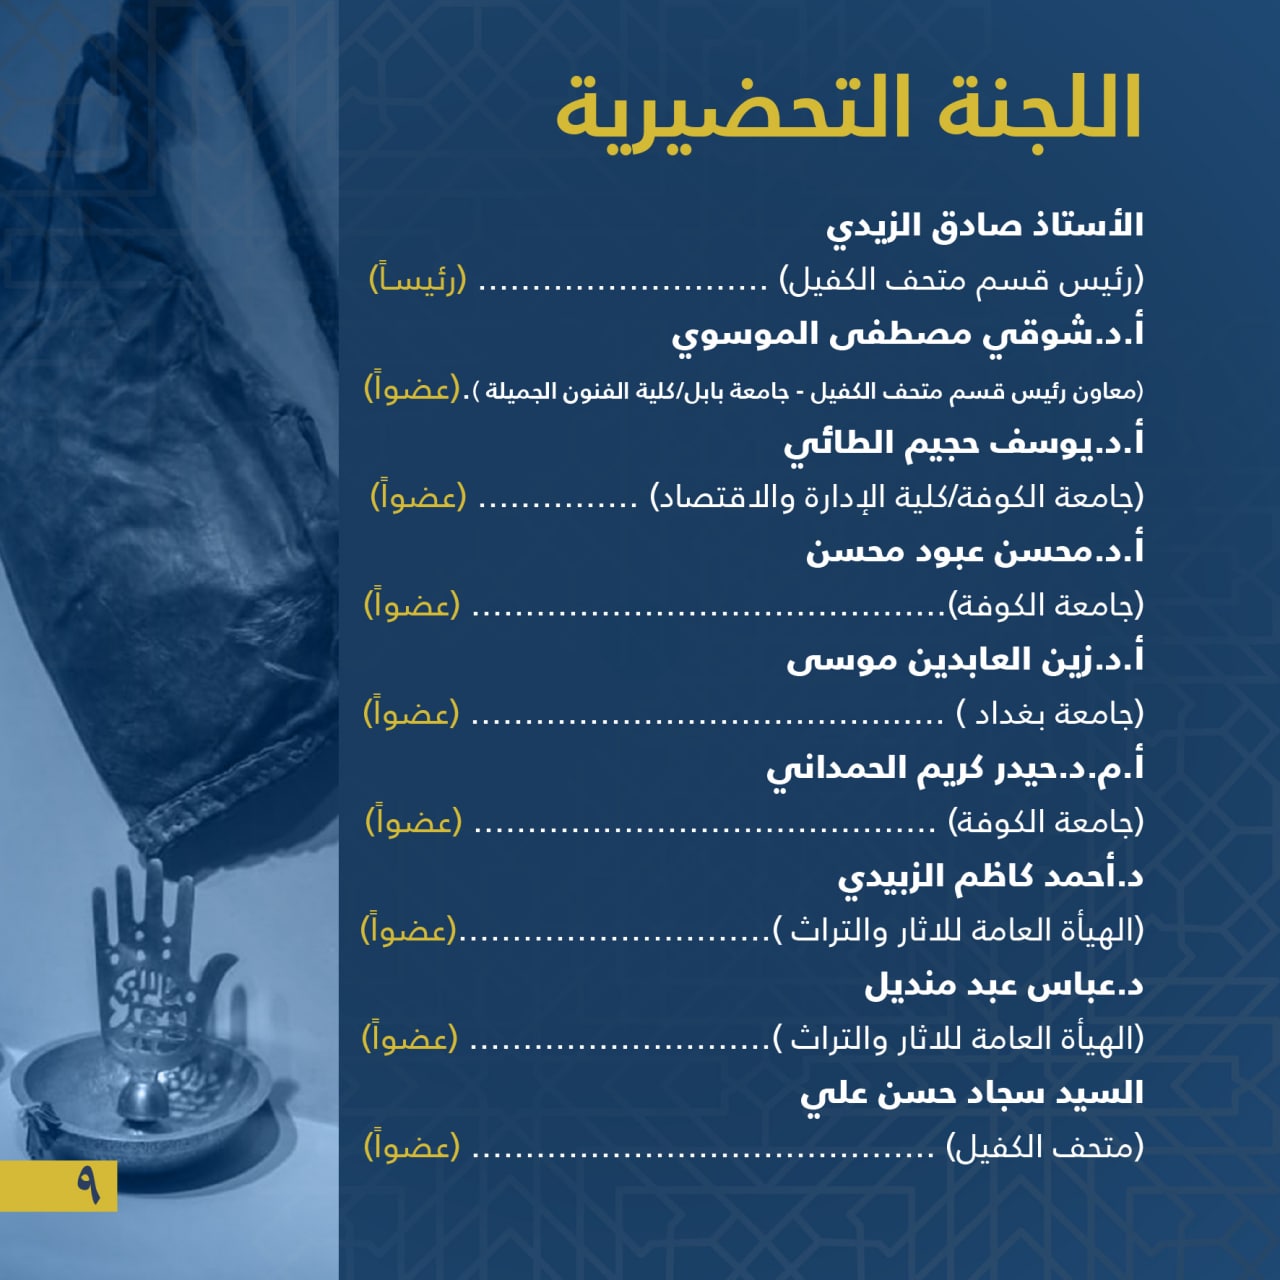 اللجنة التحضيرية
الأستاذ صادق الزيدي
(رئيس قسم متحف الكفيل) ........................... (رئيساً)
أ.د.شوقي مصطفى الموسوي
(معاون رئيس قسم متحف الكفيل - جامعة بابل/كلية الفنون الجميلة ).(عضواً)
أ.د.يوسف حجيم الطائي
(جامعة الكوفة/كلية الإدارة والاقتصاد) ............... (عضواً)
أ.د.محسن عبود محسن
(جامعة الكوفة)............................................ (عضواً)
أ.د.زين العابدين موسى
(جامعة بغداد ) ............................................ (عضواً)
أ.م.د.حيدر كريم الحمداني
(جامعة الكوفة) ........................................... (عضواً)
د.أحمد كاظم الزبيدي
(الهيأة العامة للاثار والتراث ).............................(عضواً)
د.عباس عبد منديل
(الهيأة العامة للاثار والتراث )............................ (عضواً)
السيد سجاد حسن علي
(متحف الكفيل) ........................................... (عضواً)
٩